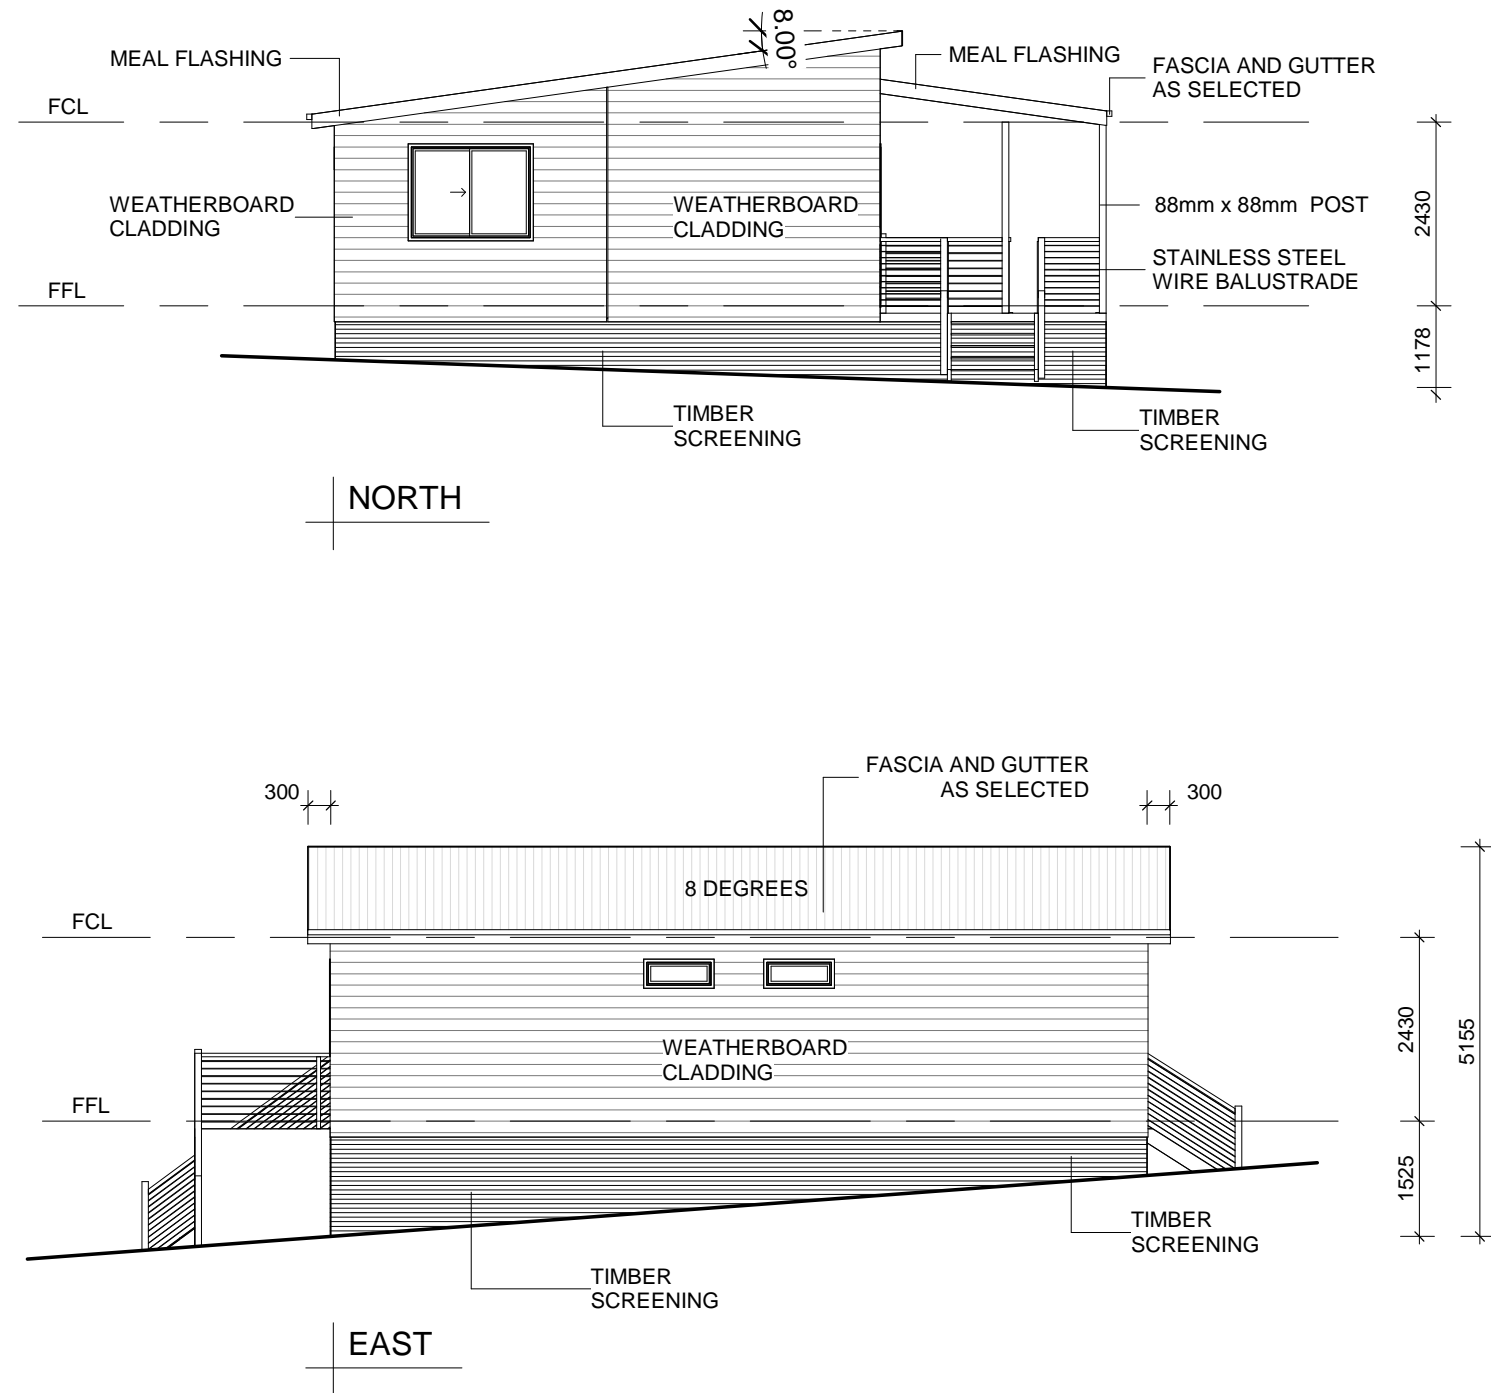 8.00°
MEAL FLASHING
MEAL FLASHING
FASCIA AND GUTTER
AS SELECTED
FCL
WEATHERBOARD
CLADDING
WEATHERBOARD
CLADDING
88mm x 88mm POST
2430
STAINLESS STEEL
WIRE BALUSTRADE
FFL
1178
TIMBER
SCREENING
TIMBER
SCREENING
NORTH
FASCIA AND GUTTER
AS SELECTED
300
300
8 DEGREES
FCL
2430
5155
WEATHERBOARD
CLADDING
FFL
1525
TIMBER
SCREENING
TIMBER
SCREENING
EAST